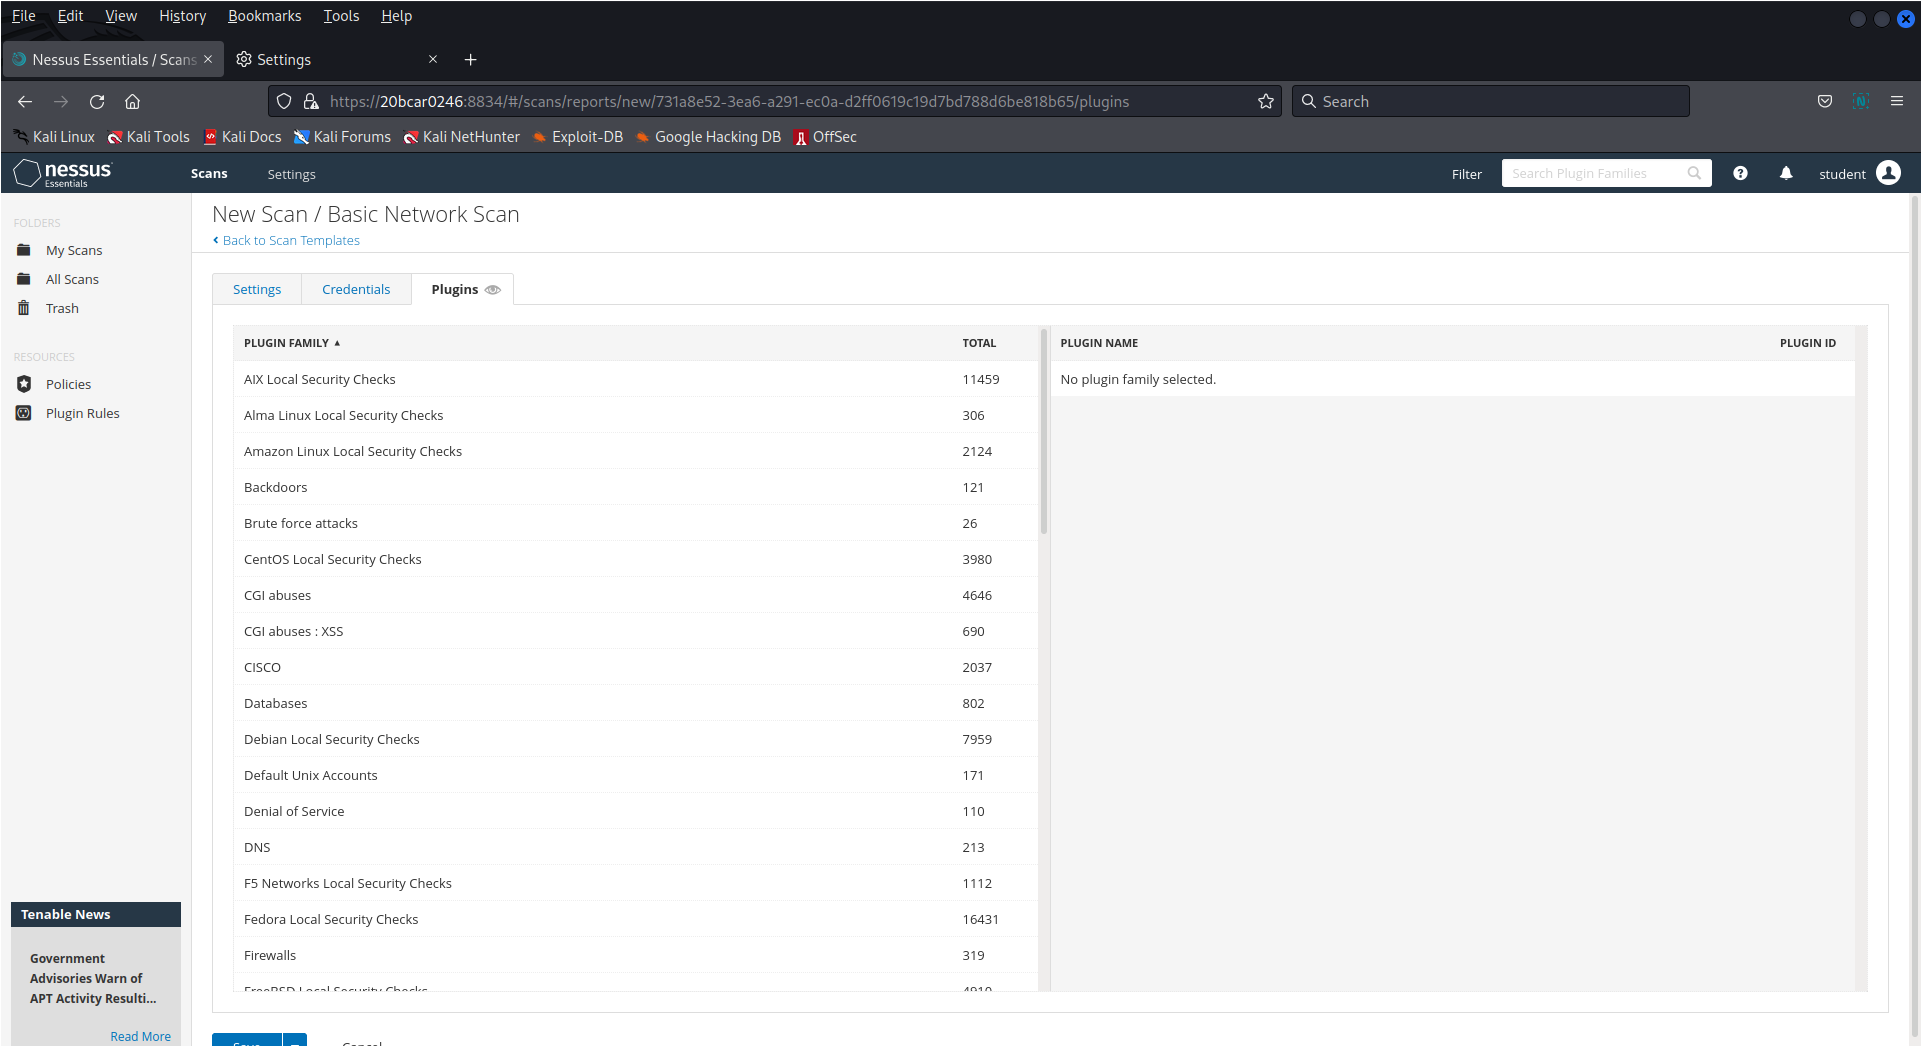 File Edit View History Bookmarks Tools Help
Nessus Essentials / Scans
Settings
https://20bcar0246:8834/#/scans/reports/new/731a8e52-3ea6-a291-ec0a-d2ff0619c19d7bd788d6be818b65/plugins
Search
Kali Linux Kali Tools Kali Docs Kali Forums Kali NetHunter Exploit-DB Google Hacking DB OffSec
nessus
Essentials
Scans Settings Filter Search Plugin Families student
FOLDERS
My Scans
All Scans
Trash
RESOURCES
Policies
Plugin Rules
Tenable News
Government
Advisories Warn of
APT Activity Resulti...
Read More
New Scan / Basic Network Scan
Back to Scan Templates
Settings Credentials Plugins
PLUGIN FAMILY TOTAL
AIX Local Security Checks 11459
Alma Linux Local Security Checks 306
Amazon Linux Local Security Checks 2124
Backdoors 121
Brute force attacks 26
CentOS Local Security Checks 3980
CGI abuses 4646
CGI abuses : XSS 690
CISCO 2037
Databases 802
Debian Local Security Checks 7959
Default Unix Accounts 171
Denial of Service 110
DNS 213
F5 Networks Local Security Checks 1112
Fedora Local Security Checks 16431
Firewalls 319
FreeBSD Local Security Checks 4910
PLUGIN NAME PLUGIN ID
No plugin family selected.
Save Cancel